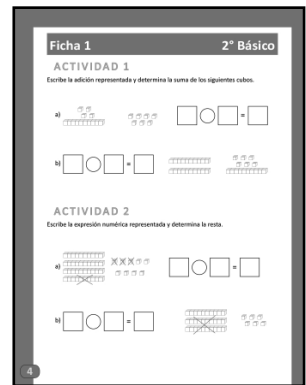 Ficha 1 2° Básico
ACTIVIDAD 1
Escribe la adición representada y determina la suma de los siguientes cubos.
a) =
b) =
ACTIVIDAD 2
Escribe la expresión numérica representada y determina la resta.
a) =
b) =
4